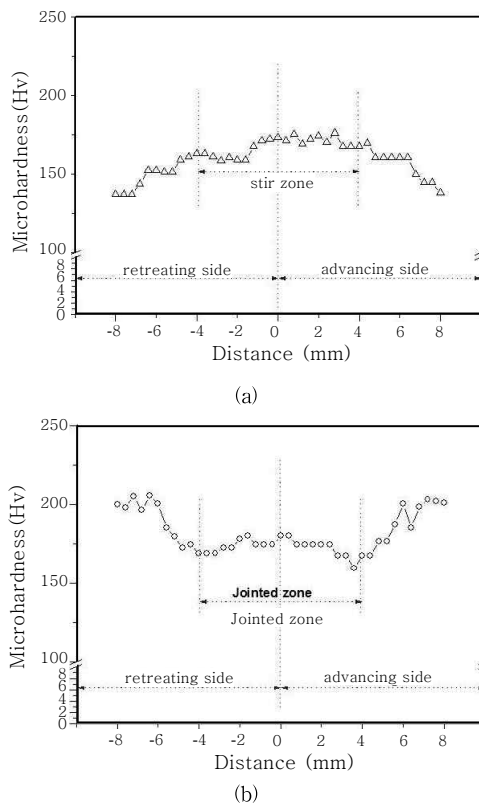 250
200
150
100
8
6
4
2
0
Microhardness(Hv)
stir zone
retreating side
advancing side
-8 -6 -4 -2 0 2 4 6 8
Distance (mm)
(a)
250
200
150
100
8
6
4
2
0
Microhardness(Hv)
Jointed zone
Jointed zone
retreating side
advancing side
-8 -6 -4 -2 0 2 4 6 8
Distance (mm)
(b)